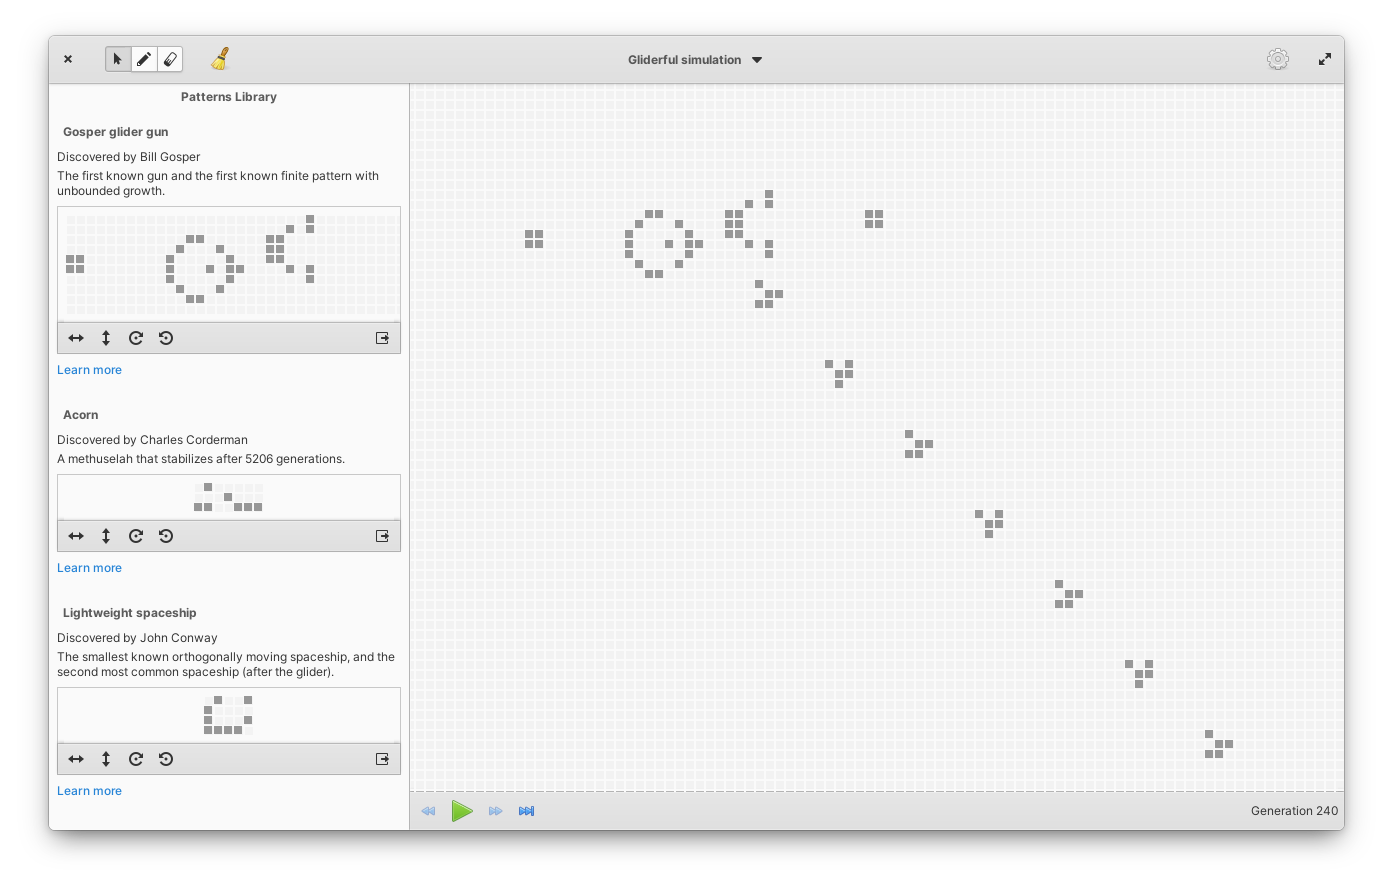 Gliderful simulation
Patterns Library
Gosper glider gun
Discovered by Bill Gosper
The first known gun and the first known finite pattern with
unbounded growth.
Learn more
Acorn
Discovered by Charles Corderman
A methuselah that stabilizes after 5206 generations.
Learn more
Lightweight spaceship
Discovered by John Conway
The smallest known orthogonally moving spaceship, and the
second most common spaceship (after the glider).
Learn more
Generation 240